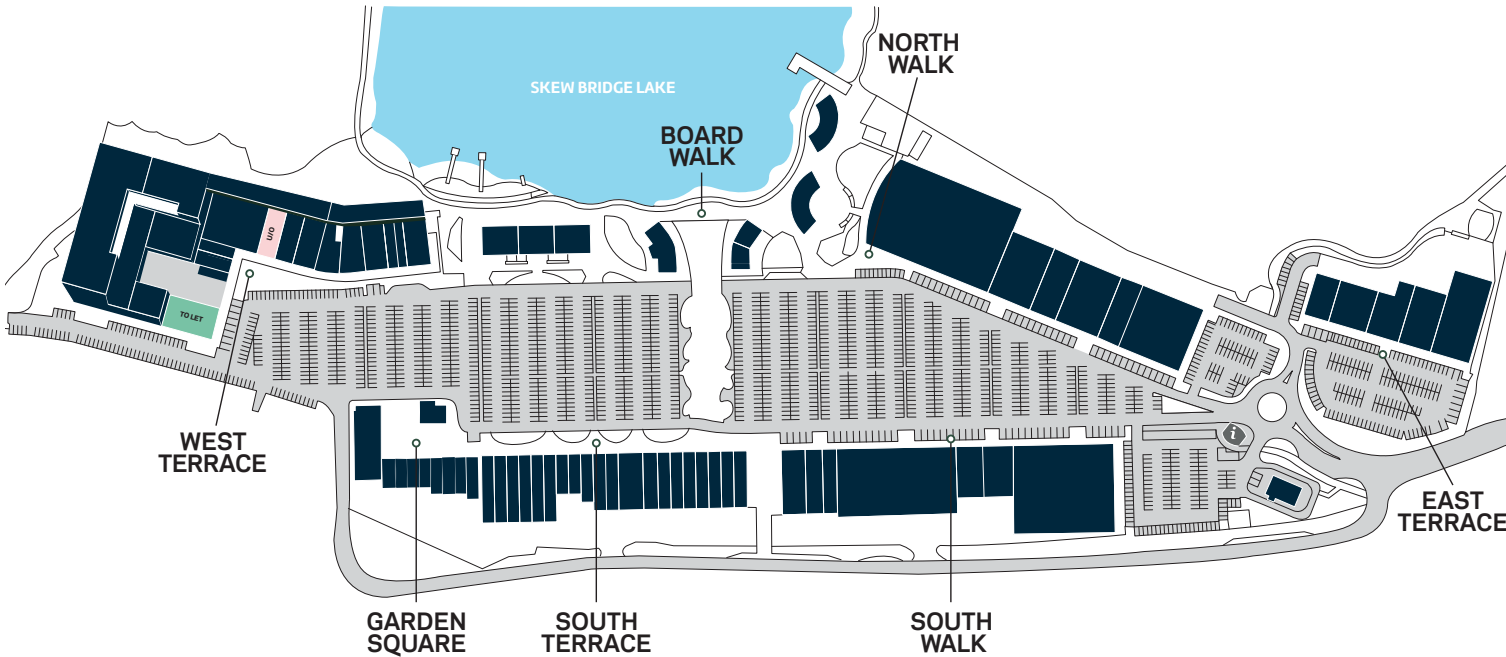 NORTH
WALK
SKEW BRIDGE LAKE
BOARD
WALK
U/O
TO LET
i
WEST
TERRACE
EAST
TERRACE
GARDEN
SQUARE
SOUTH
TERRACE
SOUTH
WALK